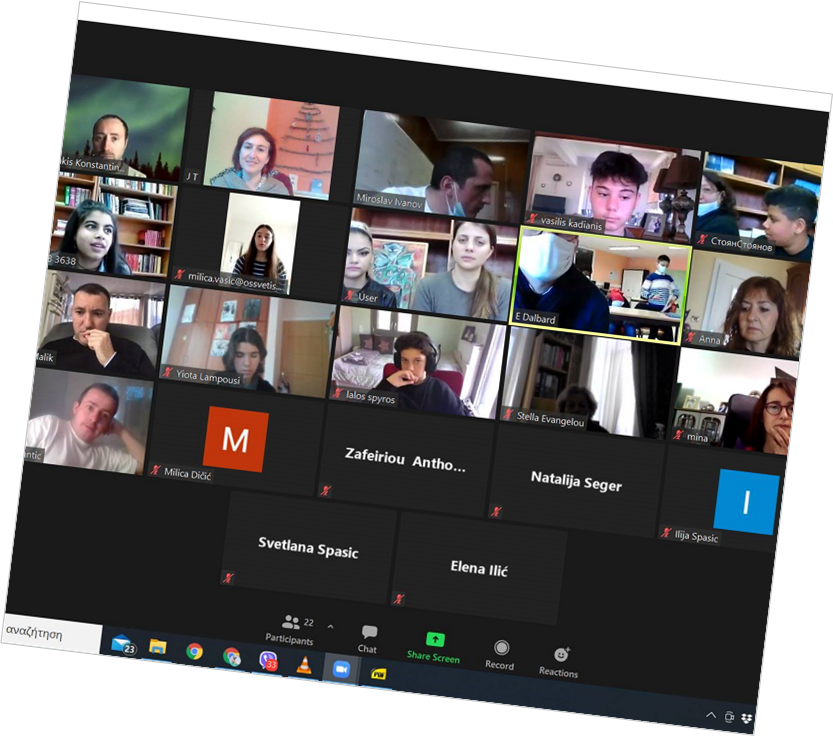 akis Konstantin...
J T
Miroslav Ivanov
vasilis kadianis
СтоянСтоянов
3638
milica.vasic@ossvetis...
User
E Dalbard
Anna
Malik
Yiota Lampousi
lalos spyros
Stella Evangelou
mina
antic
M
Milica Dičić
Zafeiriou Antho...
Natalija Seger
I
Ilija Spasic
Svetlana Spasic
Elena Ilić
22
Participants
Chat
Share Screen
Record
Reactions
αναζήτηση
23
33